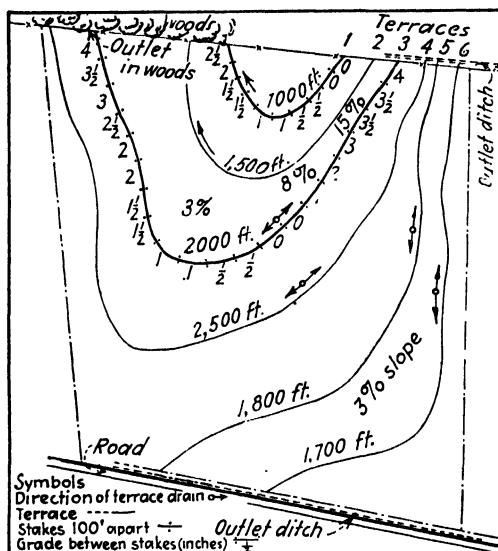 woods
Terraces
1 2 3 4 5 6
Outlet in woods
4
3½
3
2½
2
2
1½
1½
1
1
½
½
0
0
?
3
3½
3½
4
2½
1½
1½
1
1
½
½
0
0
1000 ft.
1,500 ft.
15%
8%
3%
2000 ft.
2,500 ft.
1,800 ft.
1,700 ft.
3% slope
Outlet ditch
Road
Outlet ditch
Symbols
Direction of terrace drain
Terrace
Stakes 100' apart
Grade between stakes (inches) ½